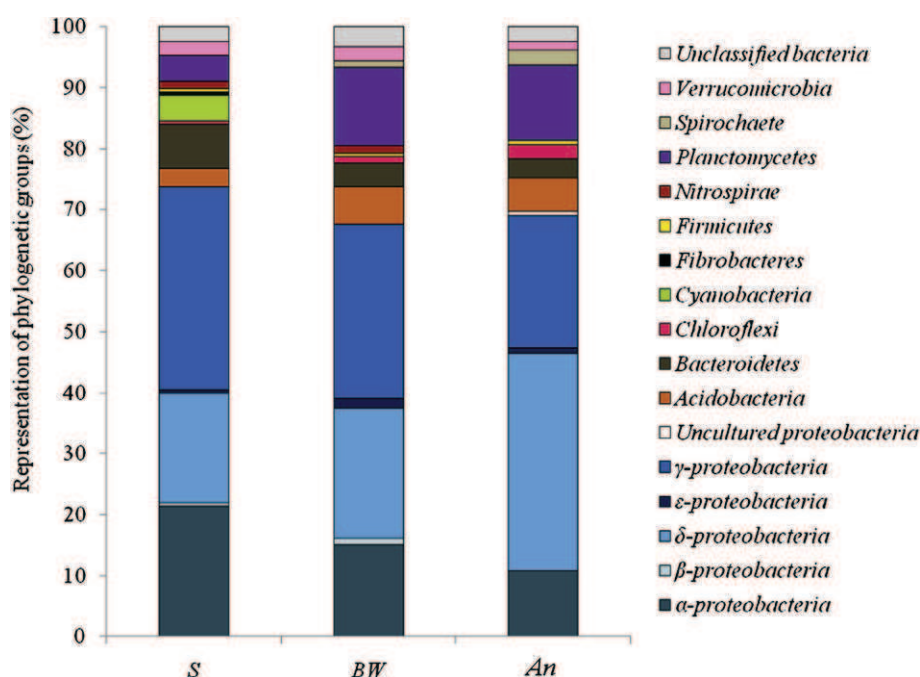 Representation of phylogenetic groups (%)
100
90
80
70
60
50
40
30
20
10
0
S
BW
An
Unclassified bacteria
Verrucomicrobia
Spirochaete
Planctomycetes
Nitrospirae
Firmicutes
Fibrobacteres
Cyanobacteria
Chloroflexi
Bacteroidetes
Acidobacteria
Uncultured proteobacteria
γ-proteobacteria
ε-proteobacteria
δ-proteobacteria
β-proteobacteria
α-proteobacteria